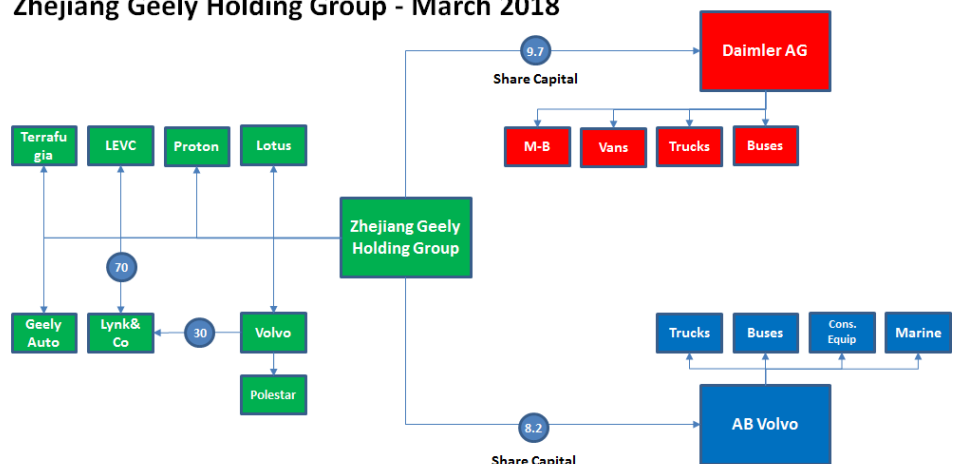 Zhejiang Geely Holding Group - March 2018
9.7
Share Capital
Daimler AG
M-B
Vans
Trucks
Buses
Terrafu
gia
LEVC
Proton
Lotus
Zhejiang Geely
Holding Group
70
Geely
Auto
Lynk&
Co
30
Volvo
Polestar
Trucks
Buses
Cons.
Equip
Marine
AB Volvo
8.2
Share Capital